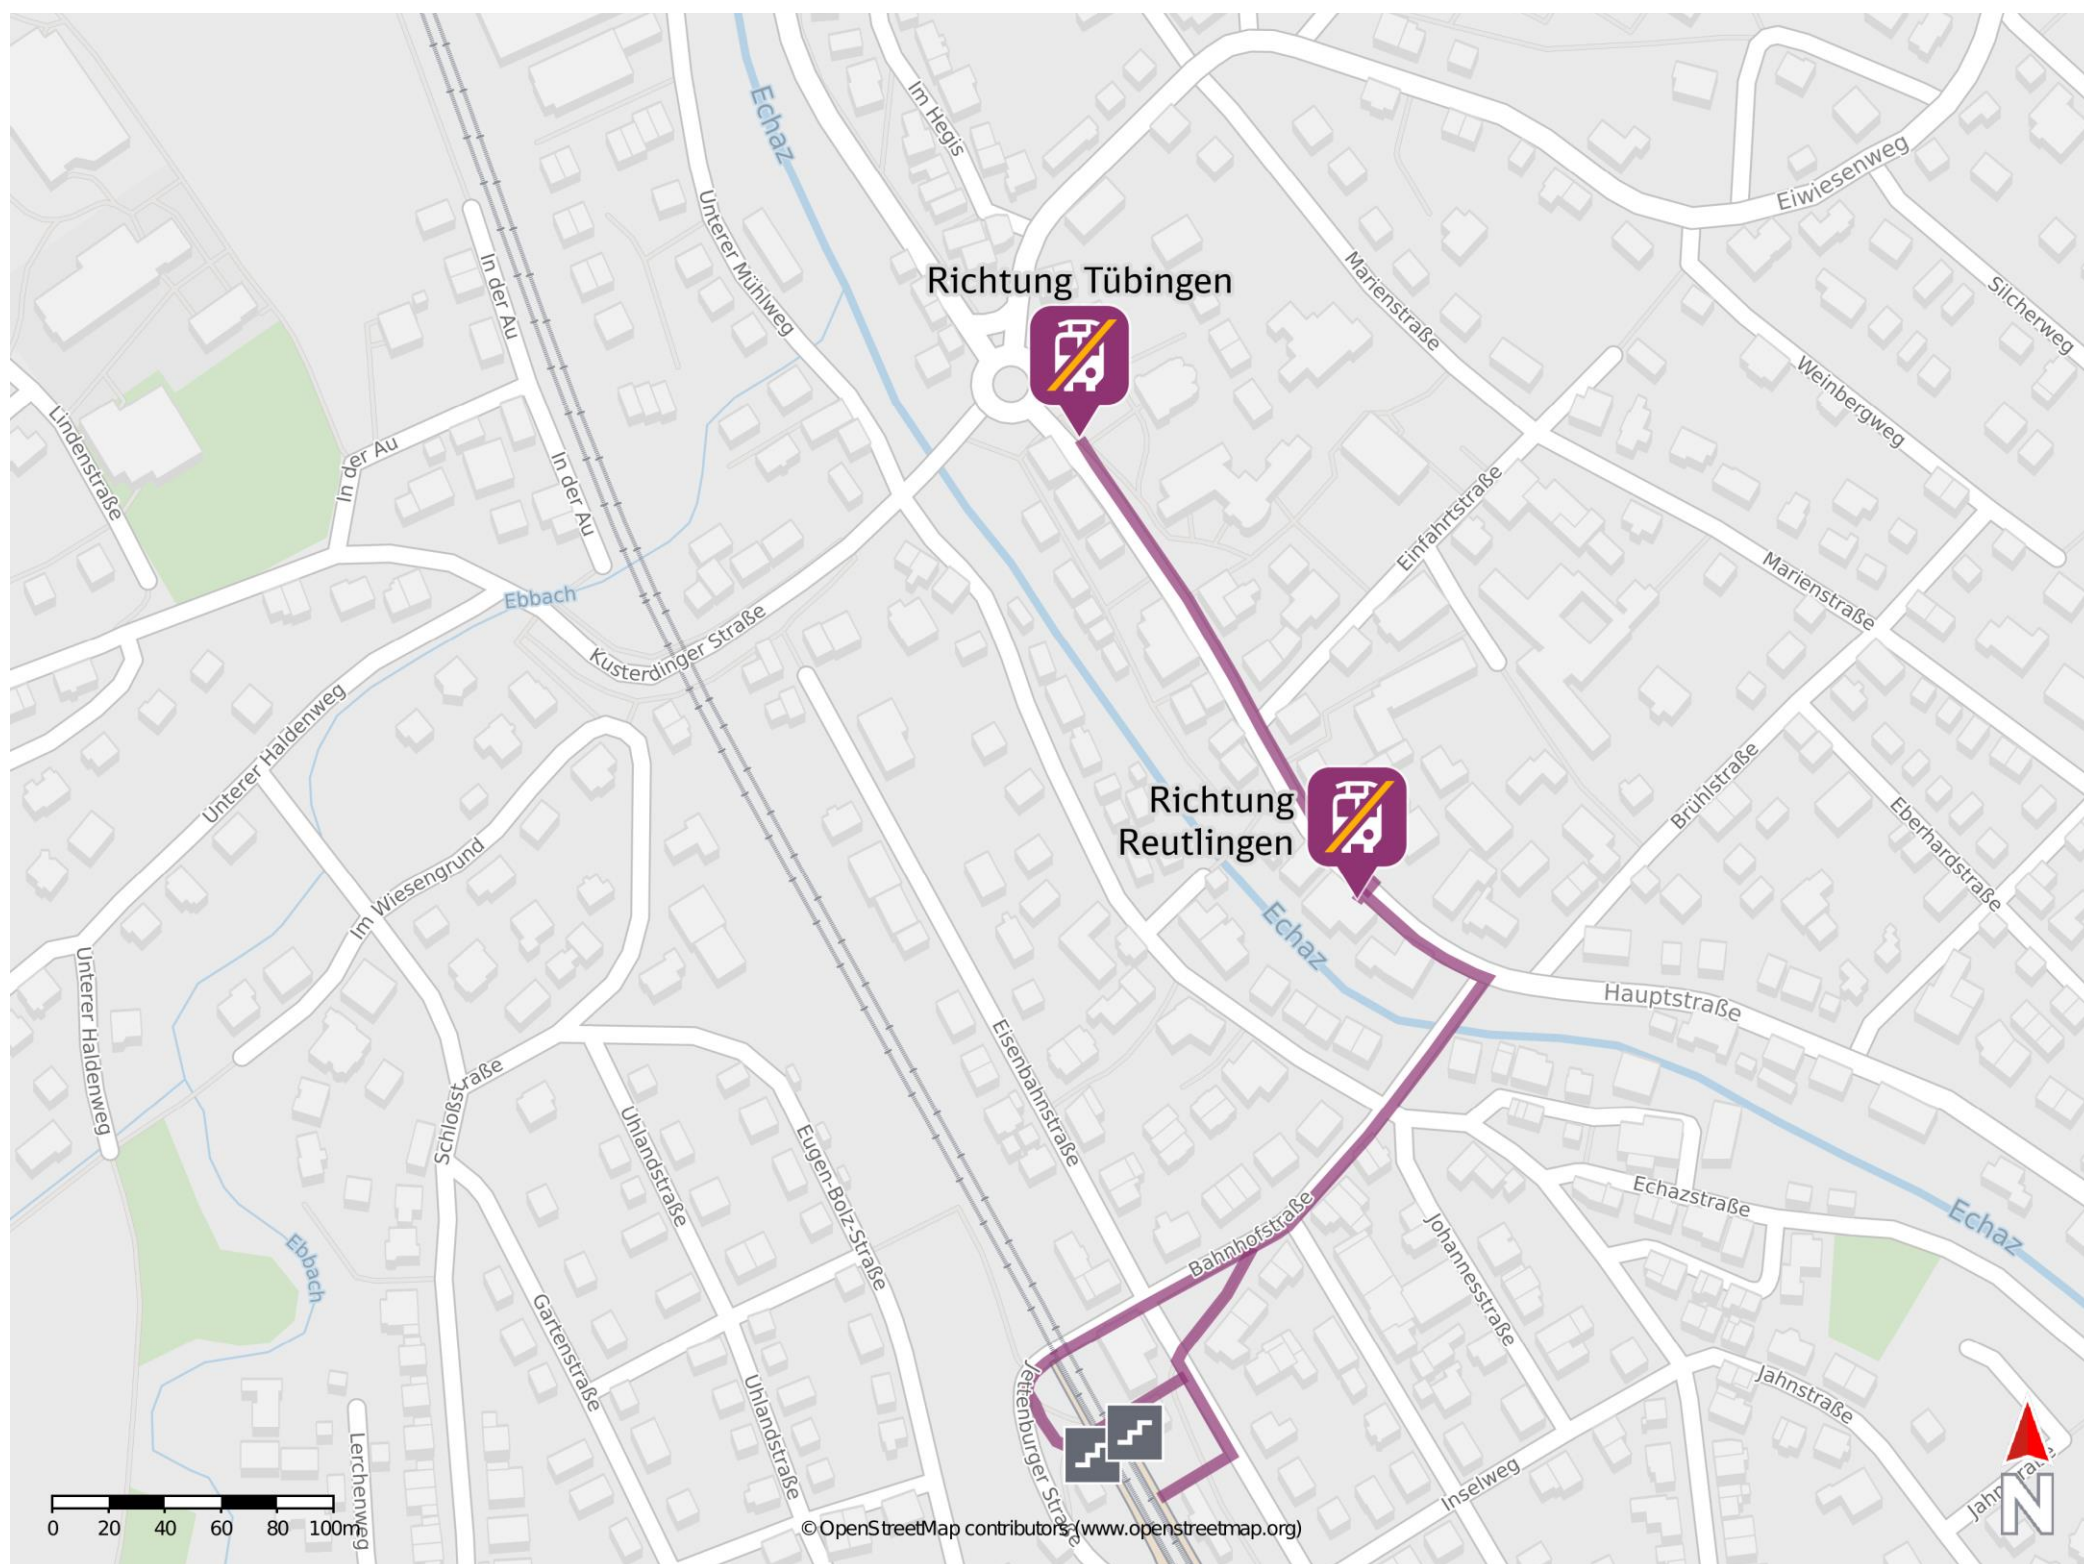 Echaz
Im Hegis
Eiwiesenweg
Unterer Mühlweg
In der Au
Richtung Tübingen
Marienstraße
Silcherweg
Weinbergweg
Lindenstraße
In der Au
In der Au
Einfahrtstraße
Marienstraße
Ebbach
Kusterdinger Straße
Unterer Haldenweg
Richtung
Reutlingen
Brühlstraße
Eberhardstraße
Im Wiesengrund
Echaz
Unterer Haldenweg
Hauptstraße
Eisenbahnstraße
Schloßstraße
Uhlandstraße
Eugen-Bolz-Straße
Echazstraße
Echaz
Bahnhofstraße
Johannesstraße
Ebbach
Gartenstraße
Jettenburger Straße
Uhlandstraße
Jahnstraße
Lerchenweg
Inselweg
Jahnstraße
N
0 20 40 60 80 100m
© OpenStreetMap contributors (www.openstreetmap.org)